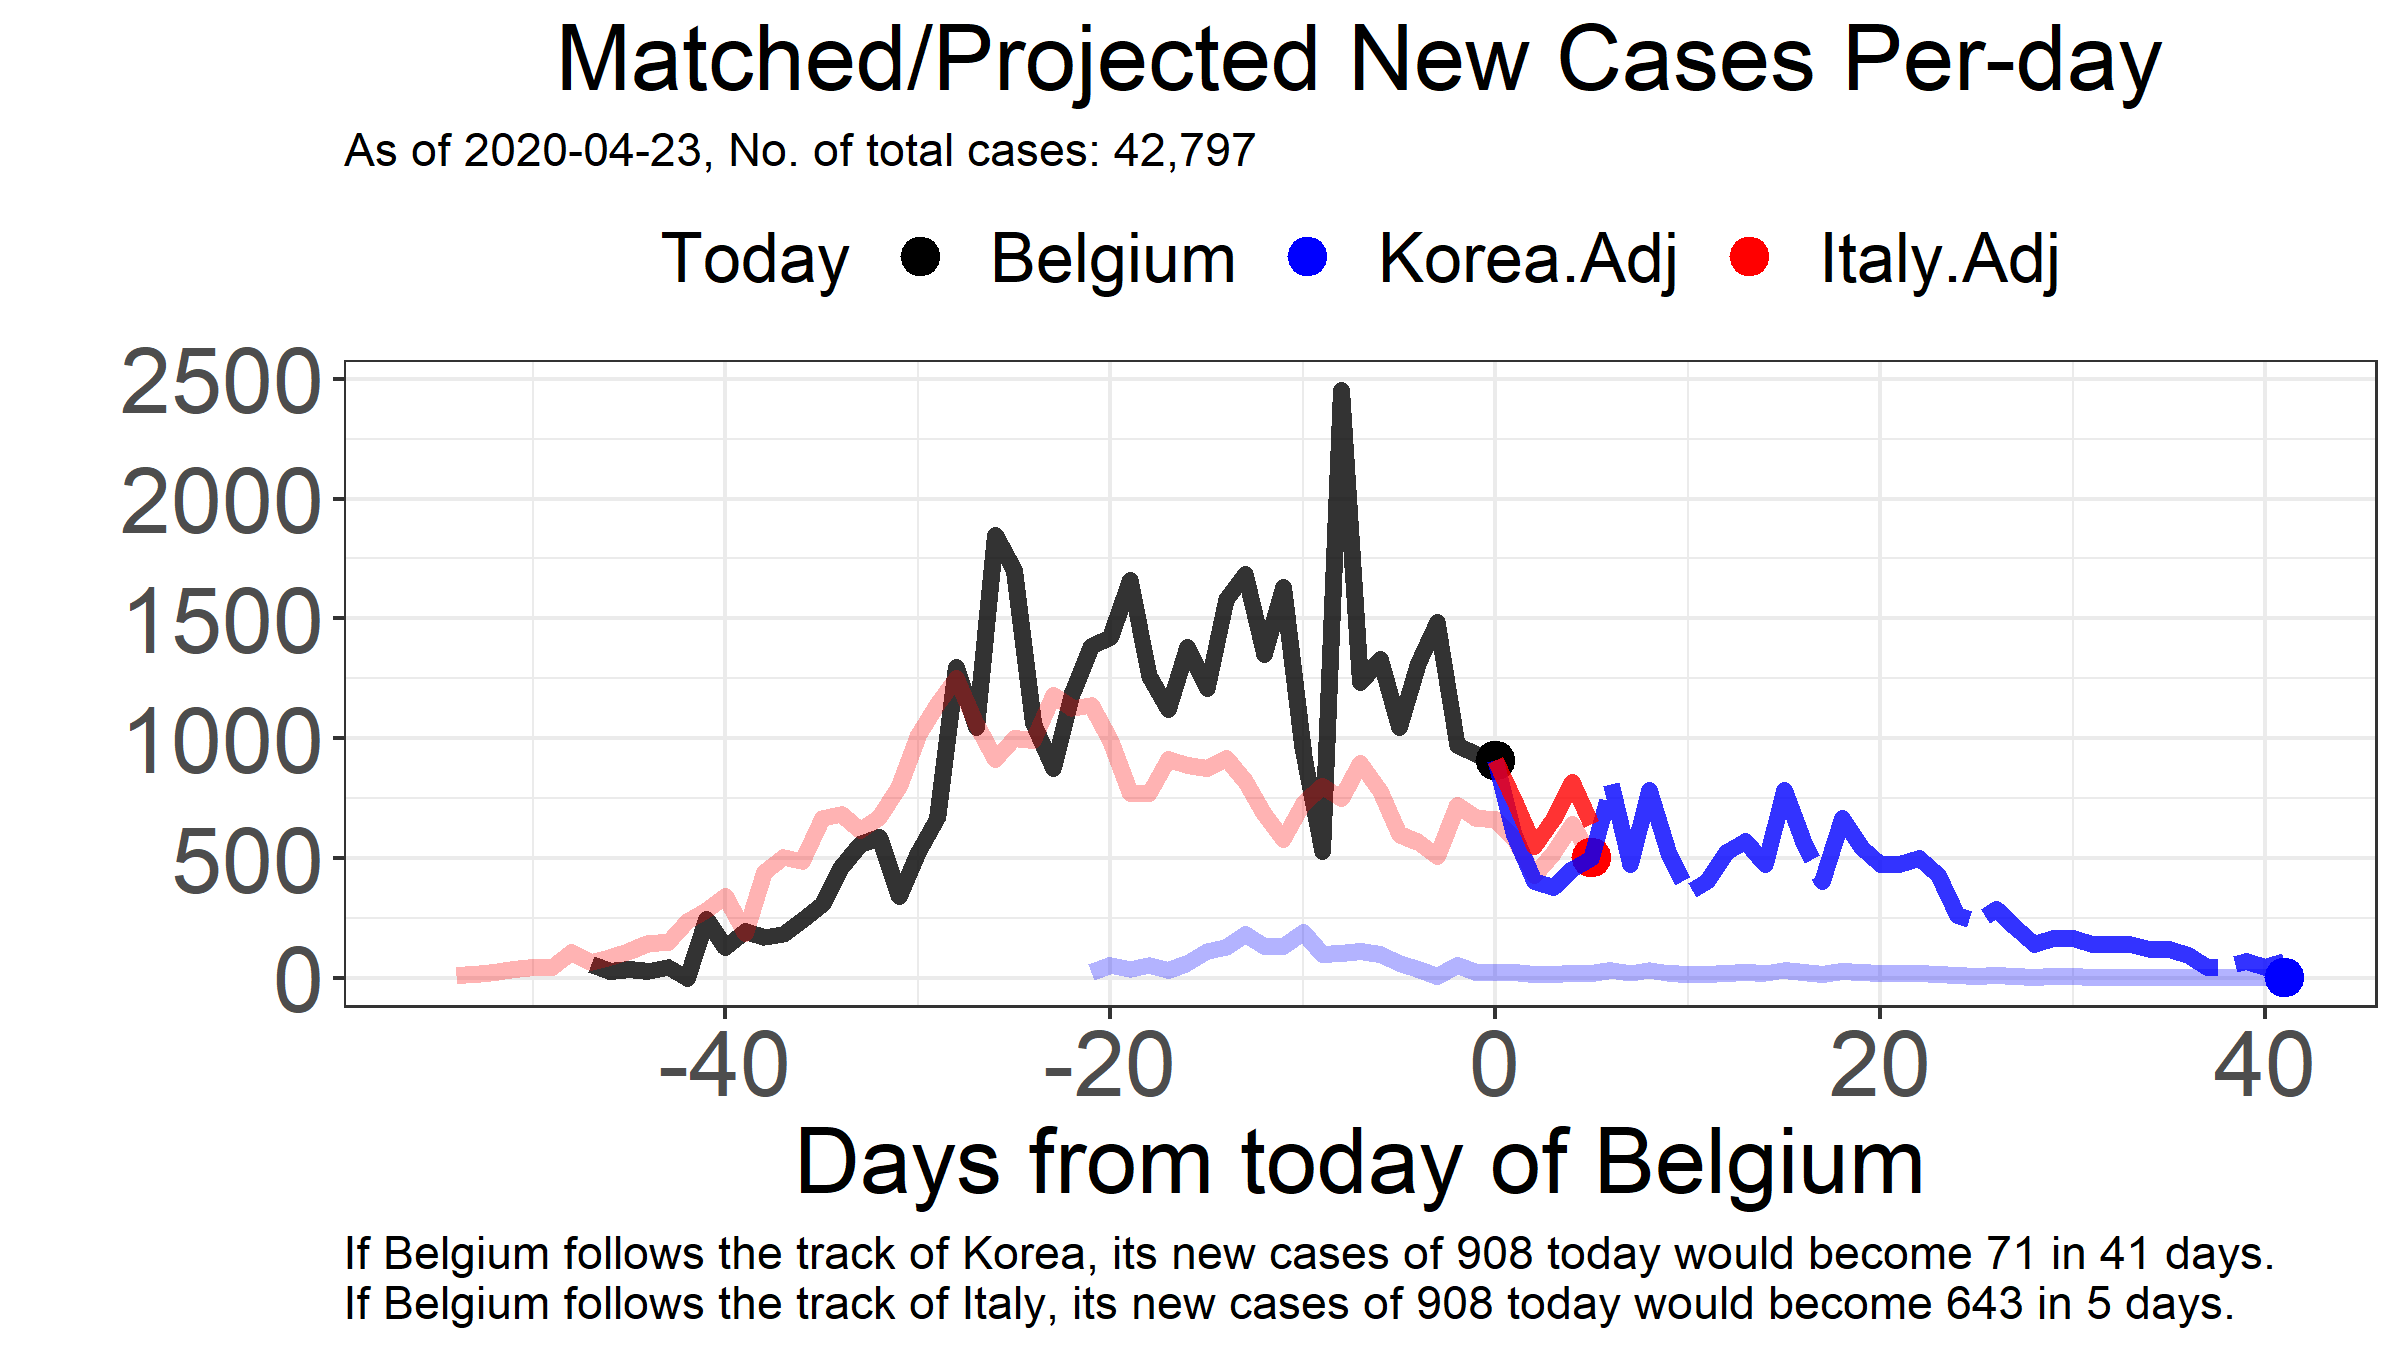 Matched/Projected New Cases Per-day
As of 2020-04-23, No. of total cases: 42,797
Today Belgium Korea.Adj Italy.Adj
2500
2000
1500
1000
500
0
-40 -20 0 20 40
Days from today of Belgium
If Belgium follows the track of Korea, its new cases of 908 today would become 71 in 41 days.
If Belgium follows the track of Italy, its new cases of 908 today would become 643 in 5 days.